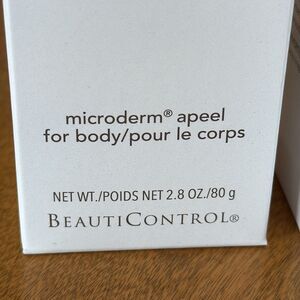 microderm® apeel
for body/pour le corps
NET WT./POIDS NET 2.8 OZ./80 g
BEAUTICONTROL®